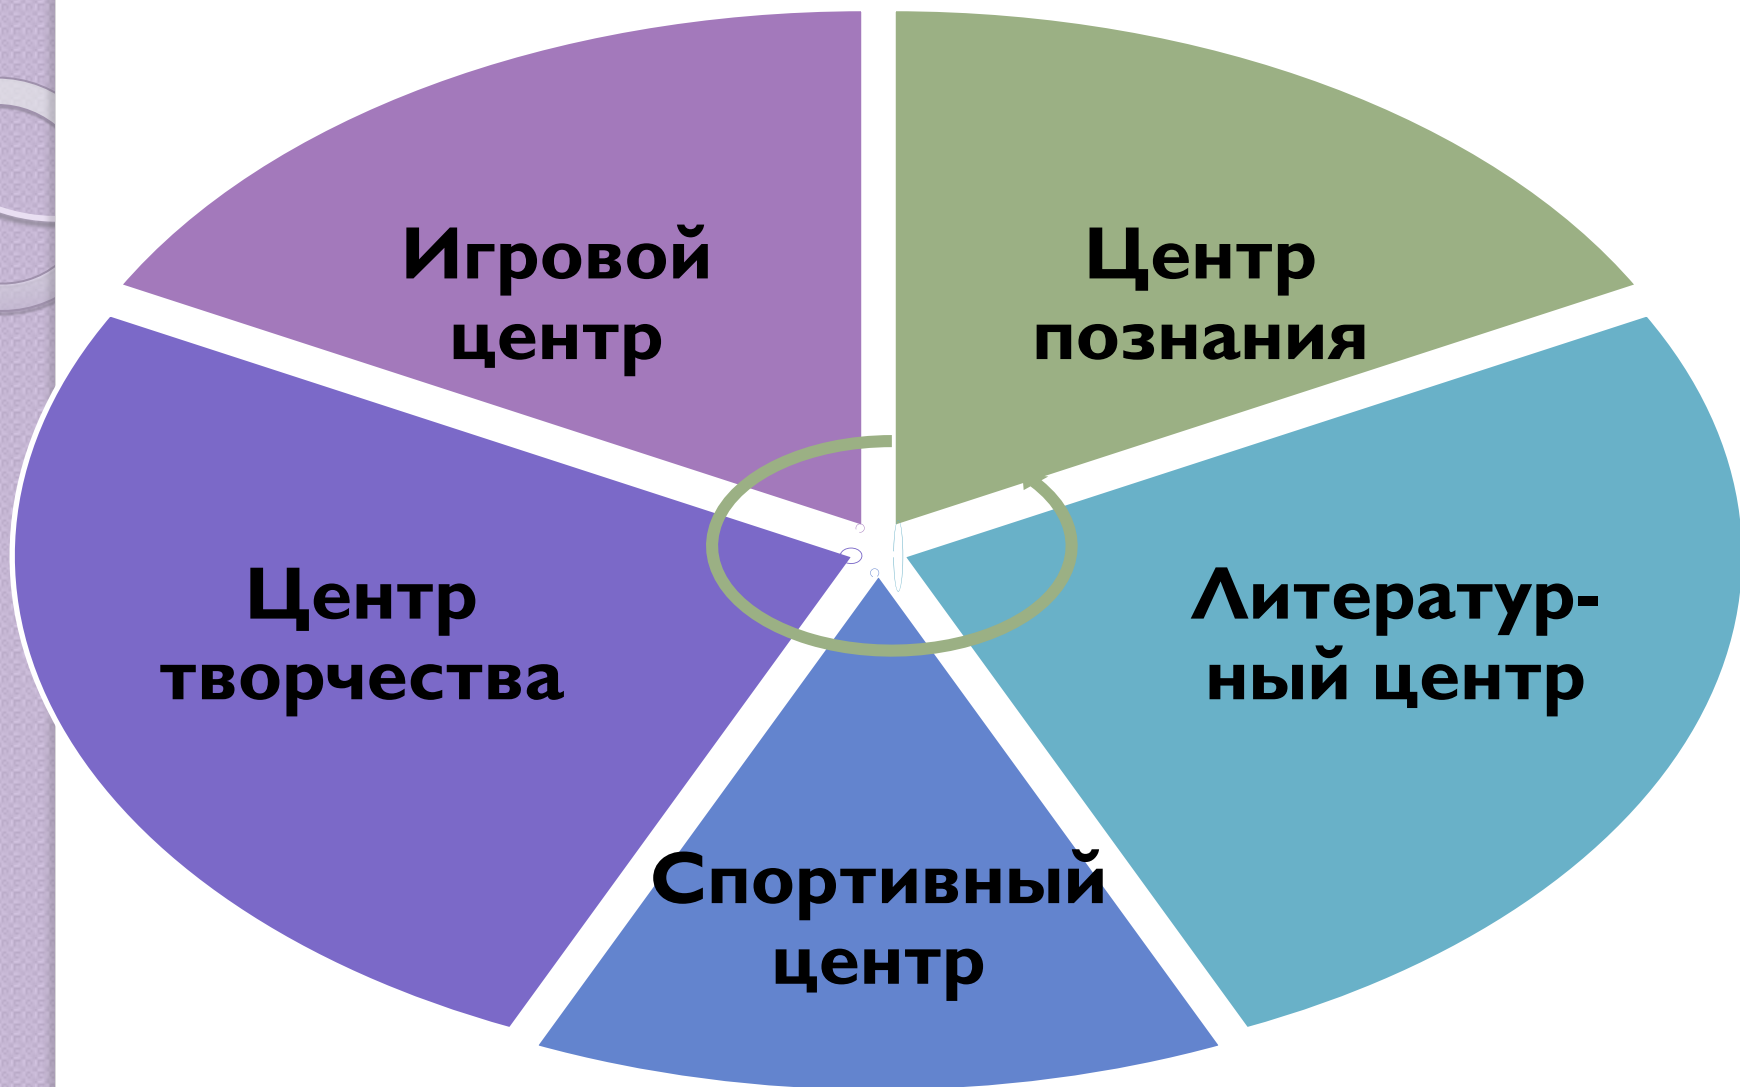 Игровой
центр
Центр
познания
Центр
творчества
Литератур-
ный центр
Спортивный
центр